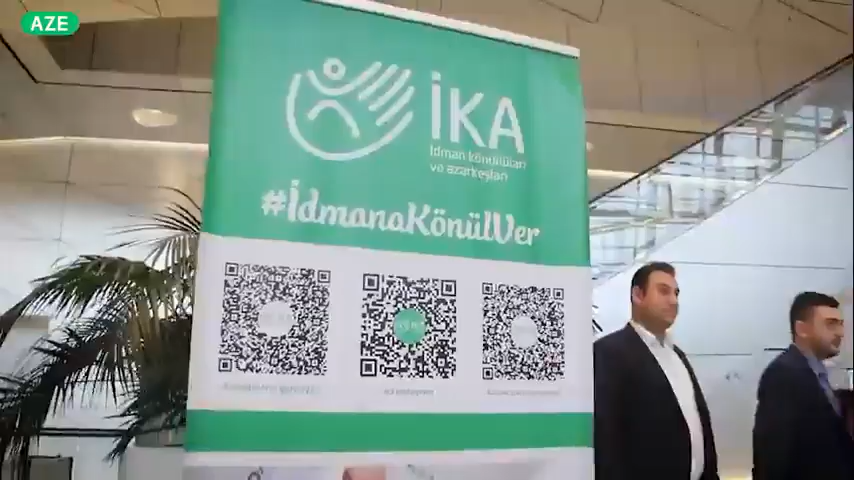 AZE
İKA
İdman könüllüləri
və azarkeşləri
#İdmanaKönülVer